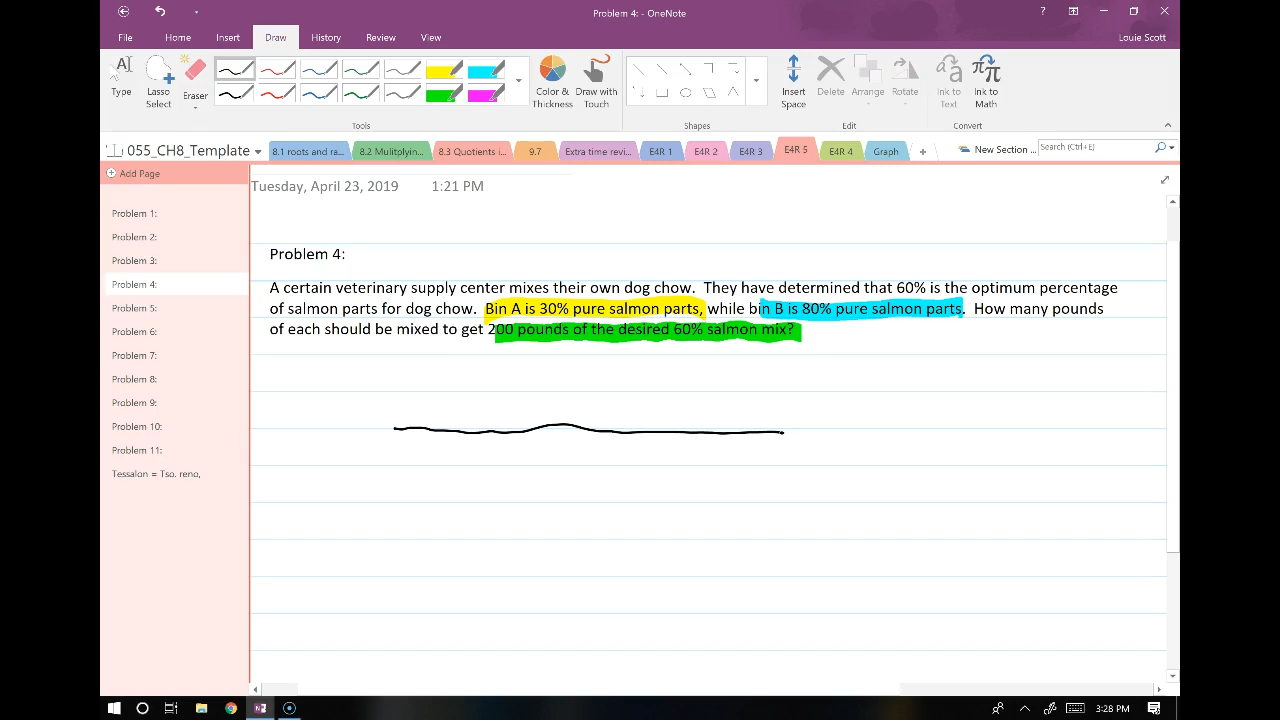 Problem 4: - OneNote
?
File Home Insert Draw History Review View
Louie Scott
Type
Lasso Select
Eraser
Color & Thickness
Draw with Touch
Insert Space
Delete
Arrange
Rotate
Ink to Text
Ink to Math
Tools Shapes Edit Convert
055_CH8_Template
8.1 roots and ra...
8.2 Mulitplyin...
8.3 Quotients i...
9.7
Extra time revi...
E4R 1
E4R 2
E4R 3
E4R 5
E4R 4
Graph
New Section ...
Search (Ctrl+E)
Add Page
Tuesday, April 23, 2019 1:21 PM
Problem 1:
Problem 2:
Problem 3:
Problem 4:
Problem 5:
Problem 6:
Problem 7:
Problem 8:
Problem 9:
Problem 10:
Problem 11:
Tessalon = Tso. reno,
Problem 4:
A certain veterinary supply center mixes their own dog chow. They have determined that 60% is the optimum percentage
of salmon parts for dog chow. Bin A is 30% pure salmon parts, while bin B is 80% pure salmon parts. How many pounds
of each should be mixed to get 200 pounds of the desired 60% salmon mix?
3:28 PM